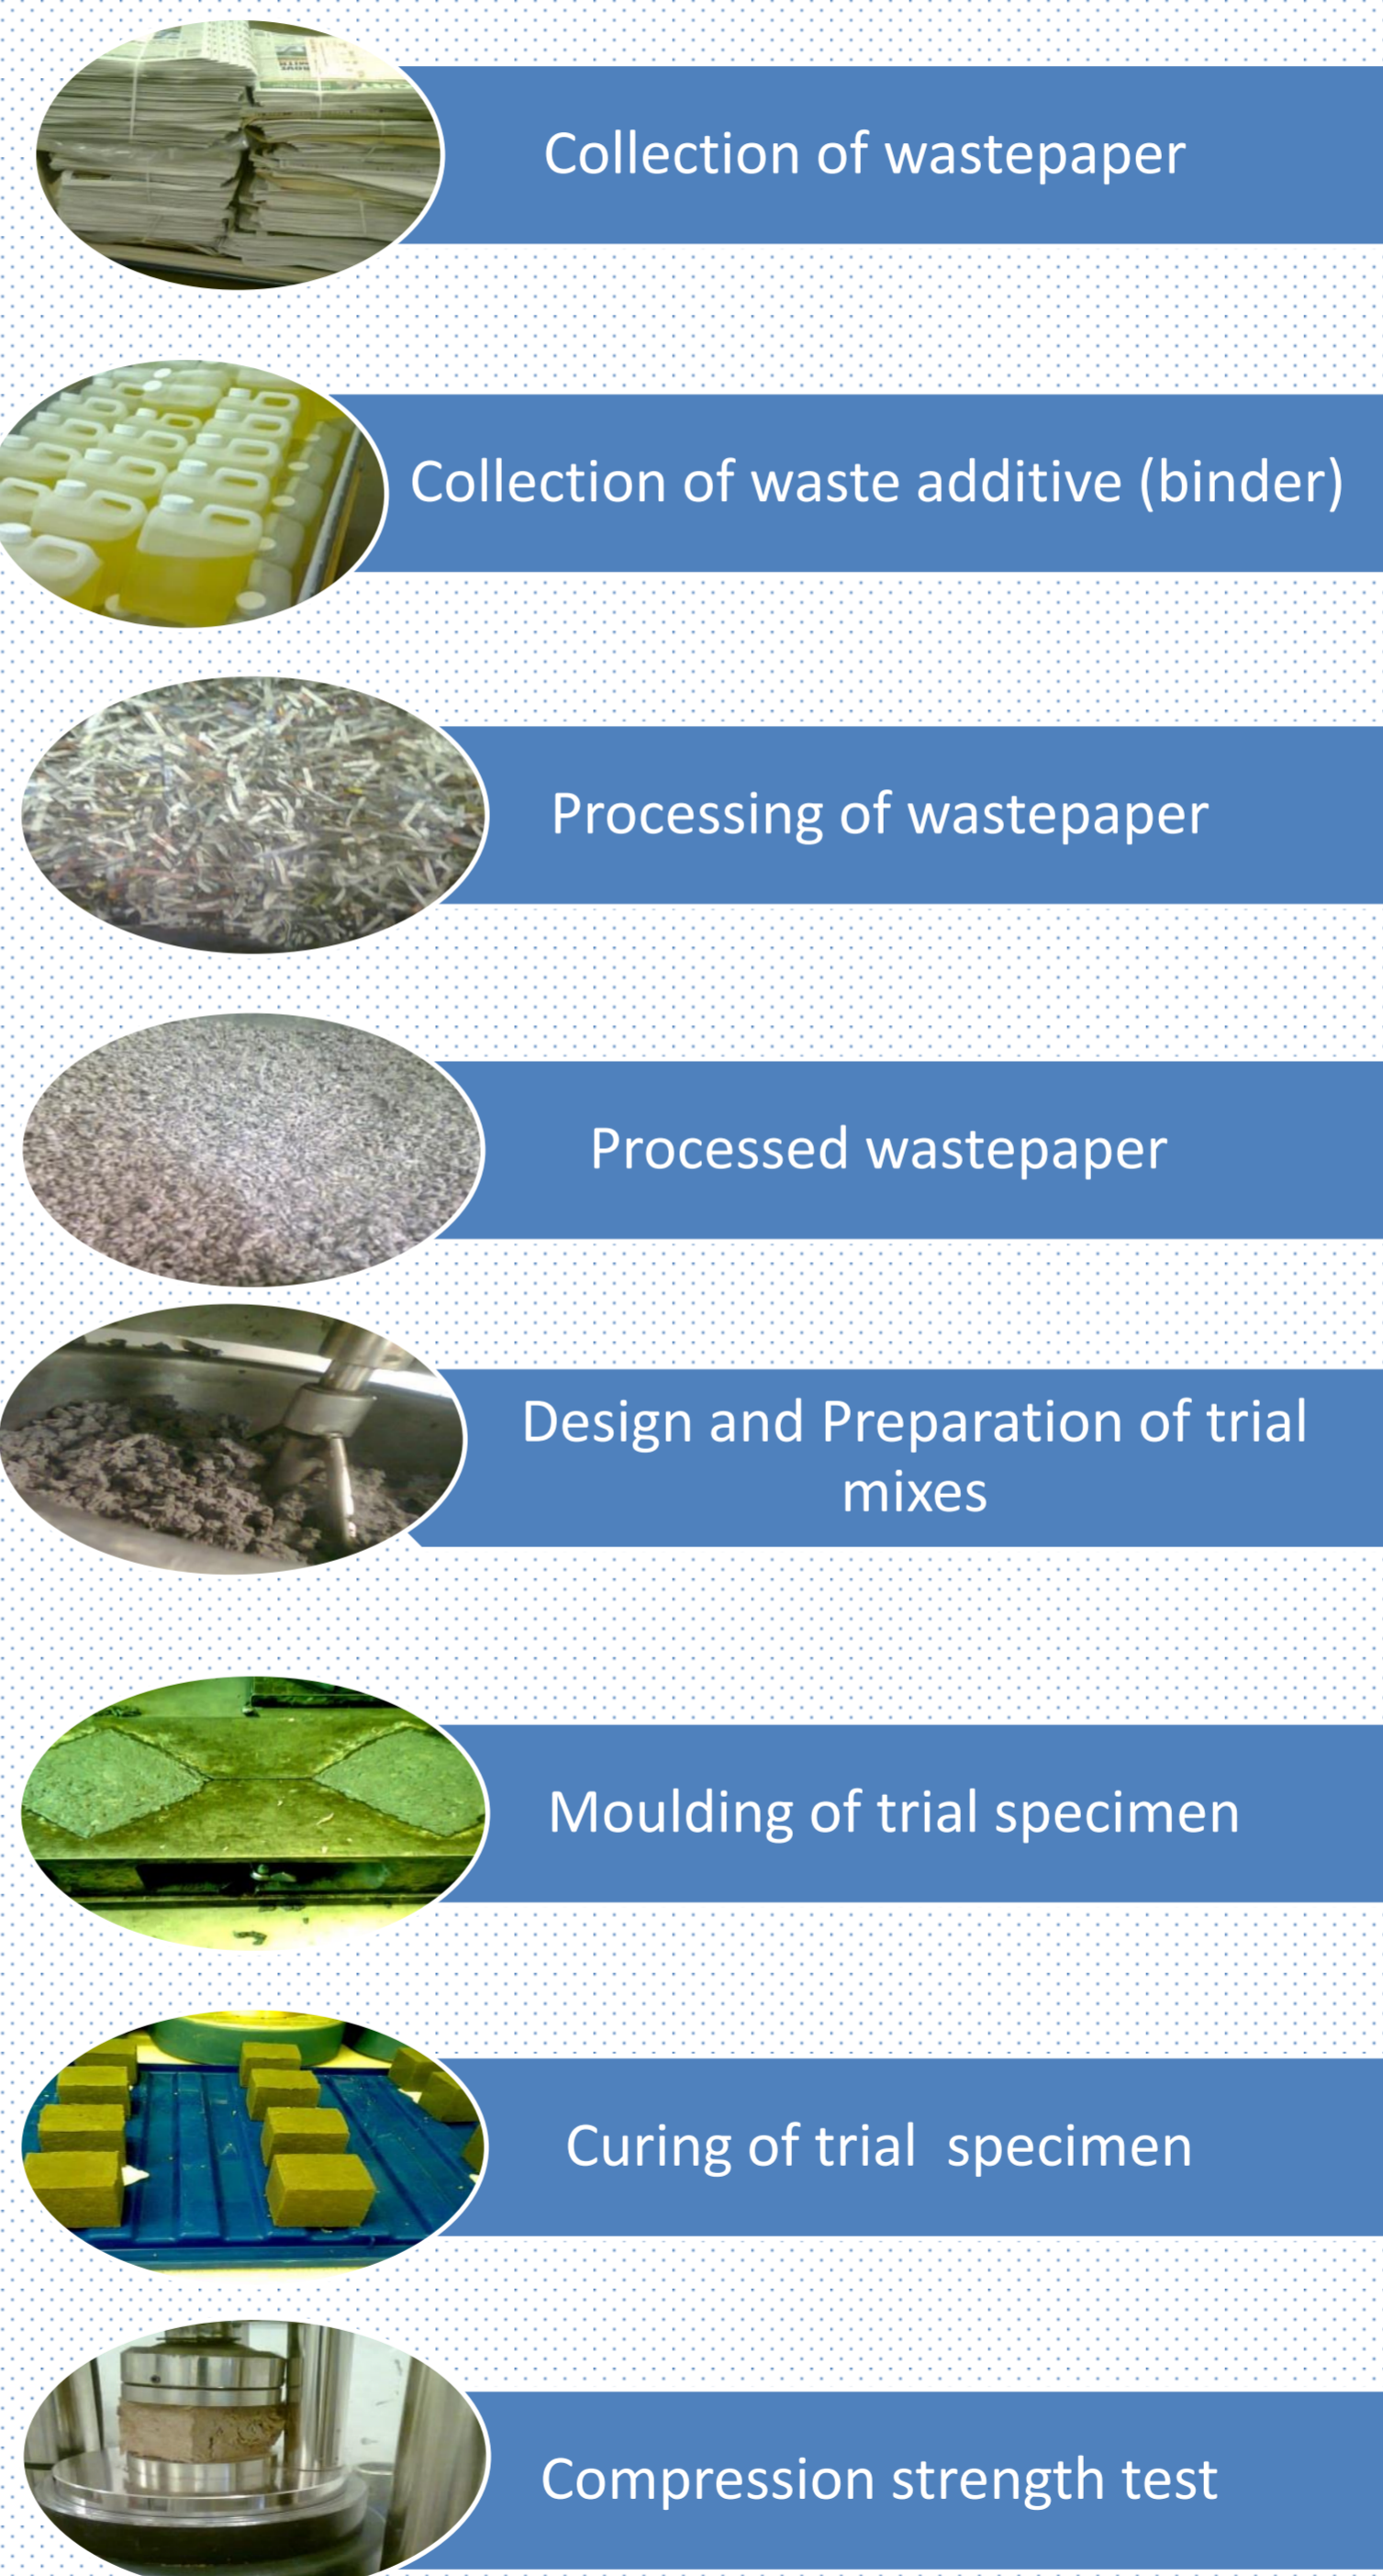 Collection of wastepaper
Collection of waste additive (binder)
Processing of wastepaper
Processed wastepaper
Design and Preparation of trial
mixes
Moulding of trial specimen
Curing of trial  specimen
Compression strength test